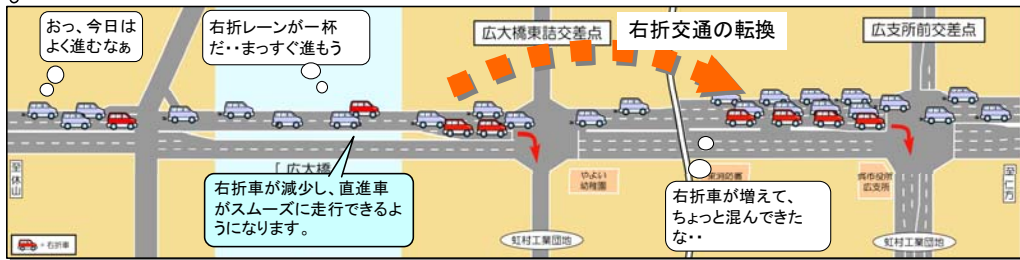 おっ、今日は
よく進むなぁ
右折レーンが一杯
だ・・まっすぐ進もう
広大橋東詰交差点
右折交通の転換
広支所前交差点
至休山
「広大橋
右折車が減少し、直進車
がスムーズに走行できるよ
うになります。
やよい
幼稚園
消防署
呉市役所
広支所
至仁方
右折車が増えて、
ちょっと混んできた
な・・
=右折車
虹村工業団地
虹村工業団地